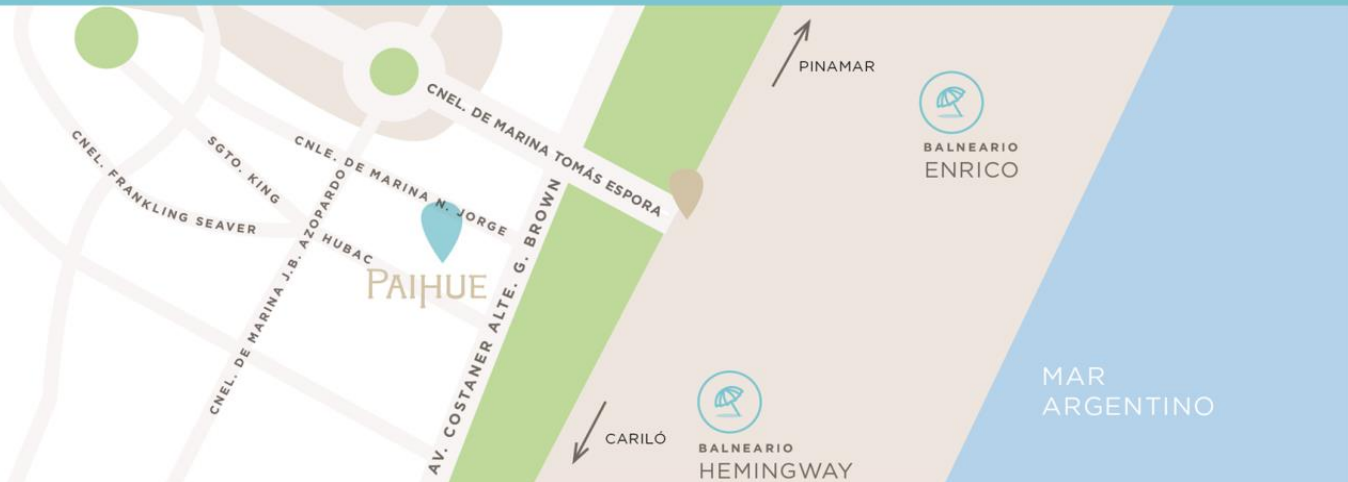 PINAMAR
BALNEARIO
ENRICO
CNEL. DE MARINA TOMÁS ESPORA
CNLE. DE MARINA N. JORGE
SGTO. KING
CNEL. FRANKLING SEAVER
HUBAC
CNEL. DE MARINA J.B. AZOPARDO
PAIHUE
AV. COSTANER ALTE. G. BROWN
MAR
ARGENTINO
CARILÓ
BALNEARIO
HEMINGWAY